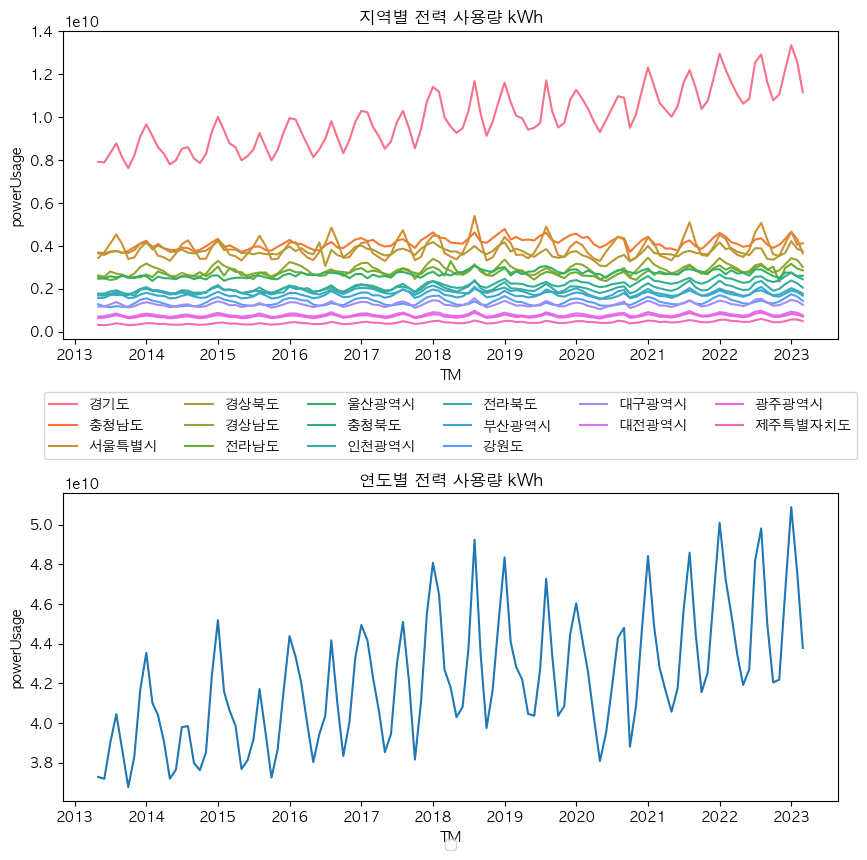 지역별 전력 사용량 kWh
1e10
1.4
1.2
1.0
0.8
0.6
0.4
0.2
0.0
powerUsage
2013 2014 2015 2016 2017 2018 2019 2020 2021 2022 2023
TM
경기도 경상북도 울산광역시 전라북도 대구광역시 광주광역시
충청남도 경상남도 충청북도 부산광역시 대전광역시 제주특별자치도
서울특별시 전라남도 인천광역시 강원도
연도별 전력 사용량 kWh
1e10
5.0
4.8
4.6
4.4
4.2
4.0
3.8
powerUsage
2013 2014 2015 2016 2017 2018 2019 2020 2021 2022 2023
TM